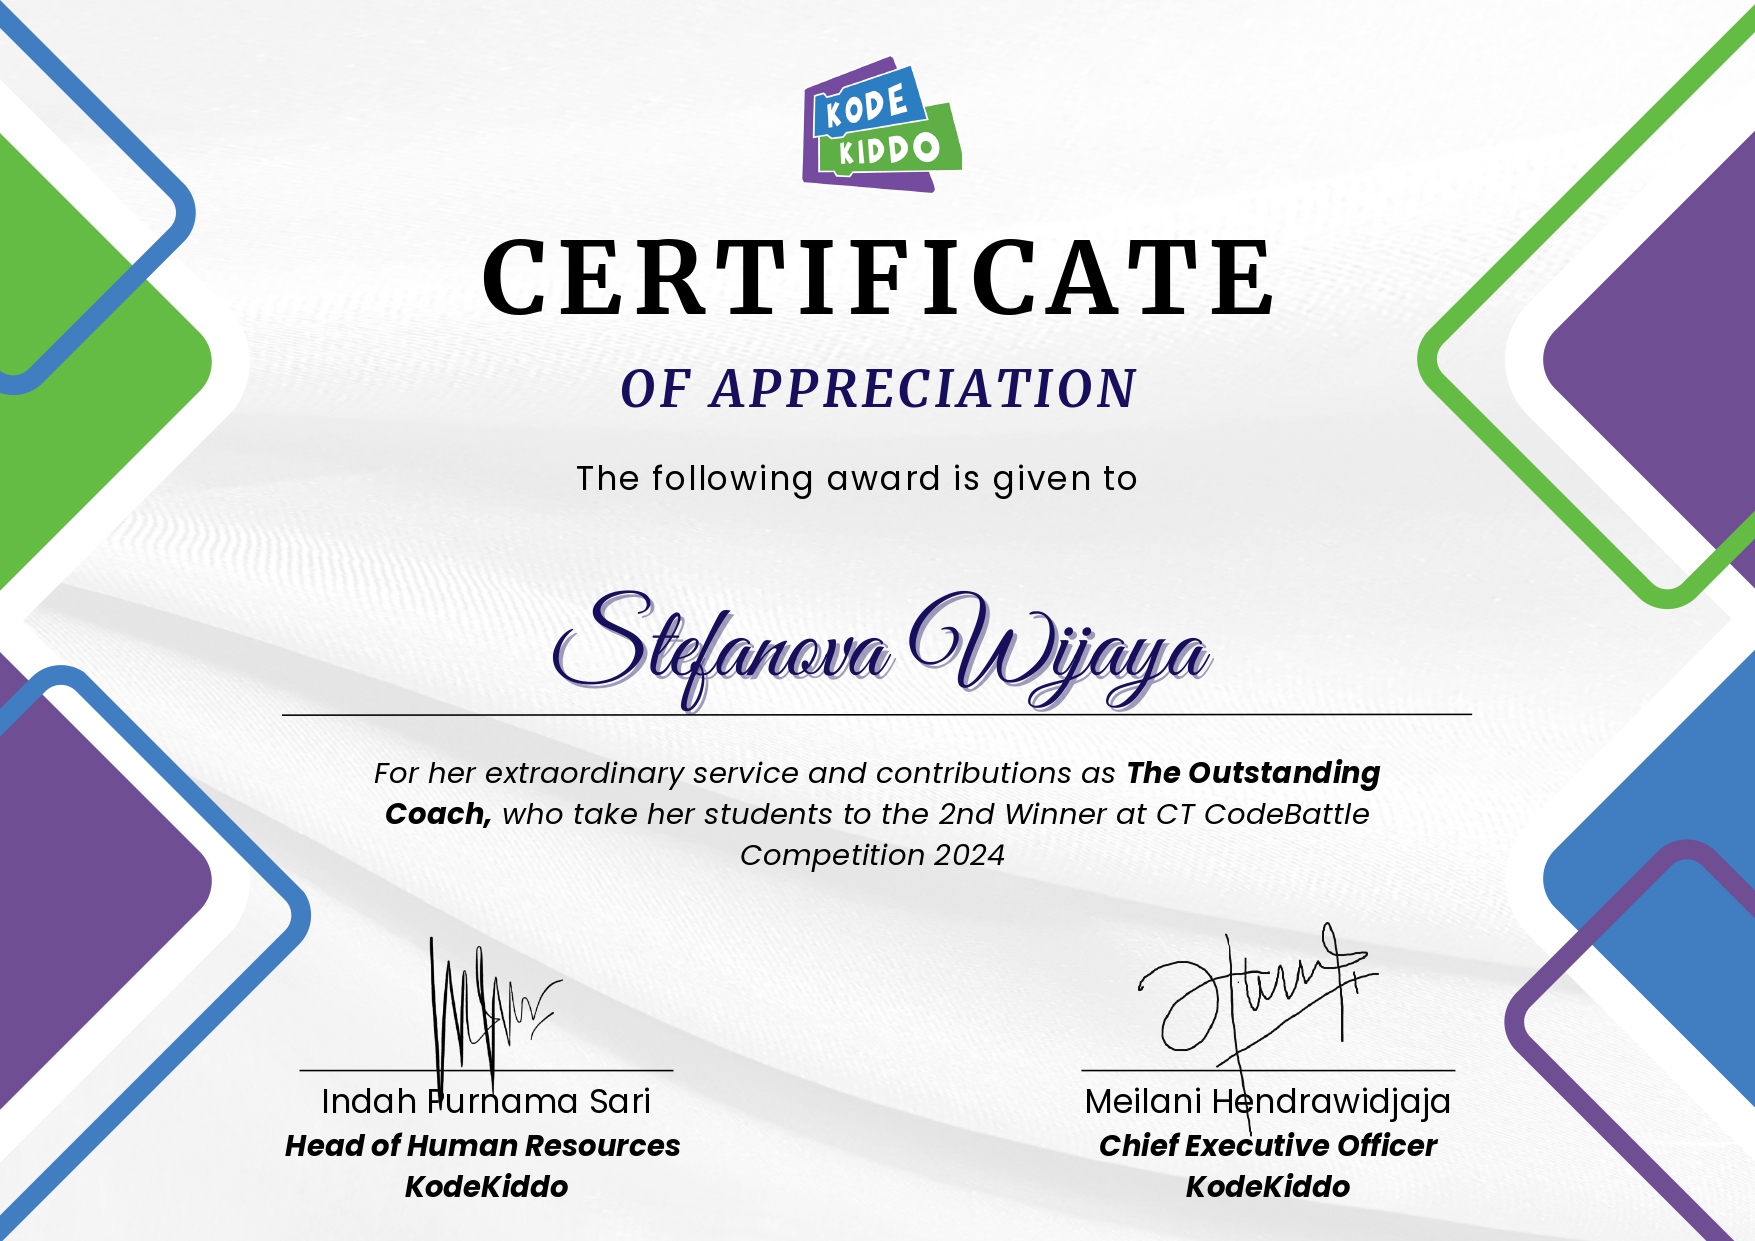 KODE
KIDDO
CERTIFICATE
OF APPRECIATION
The following award is given to
Stefanova Wijaya
For her extraordinary service and contributions as The Outstanding
Coach, who take her students to the 2nd Winner at CT CodeBattle
Competition 2024
Indah Purnama Sari
Head of Human Resources
KodeKiddo
Meilani Hendrawidjaja
Chief Executive Officer
KodeKiddo